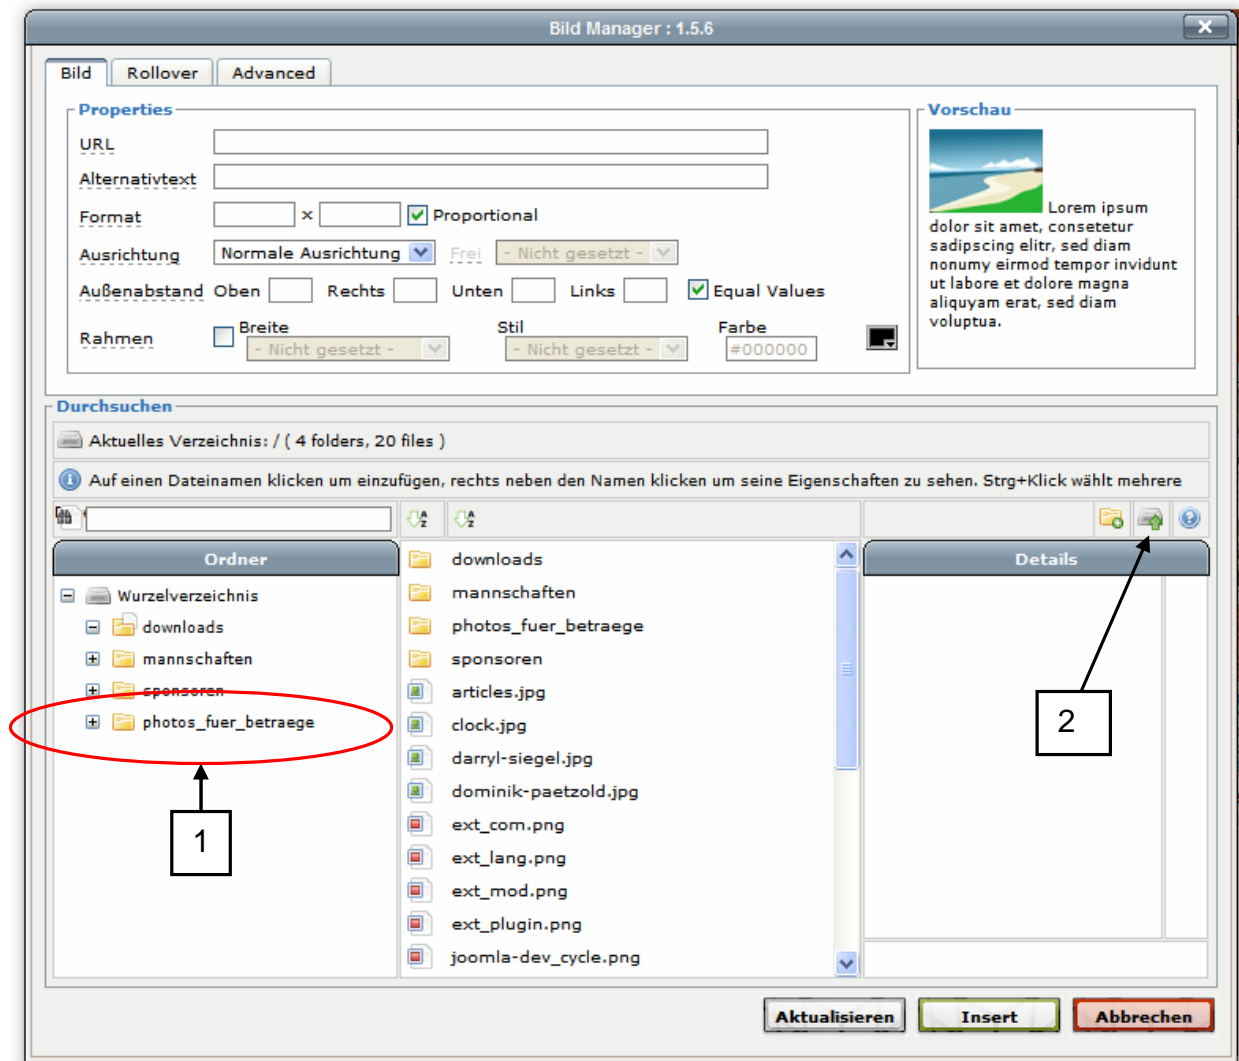 Bild Manager : 1.5.6
Bild Rollover Advanced
Properties
URL
Alternativtext
Format x Proportional
Ausrichtung Normale Ausrichtung Frei - Nicht gesetzt -
Außenabstand Oben Rechts Unten Links Equal Values
Rahmen Breite Stil Farbe
- Nicht gesetzt - - Nicht gesetzt - #000000
Vorschau
Lorem ipsum
dolor sit amet, consetetur
sadipscing elitr, sed diam
nonumy eirmod tempor invidunt
ut labore et dolore magna
aliquyam erat, sed diam
voluptua.
Durchsuchen
Aktuelles Verzeichnis: / ( 4 folders, 20 files )
Auf einen Dateinamen klicken um einzufügen, rechts neben den Namen klicken um seine Eigenschaften zu sehen. Strg+Klick wählt mehrere
Ordner
Wurzelverzeichnis
downloads
mannschaften
sponsoren
photos_fuer_betraege
1
downloads
mannschaften
photos_fuer_betraege
sponsoren
articles.jpg
clock.jpg
darryl-siegel.jpg
dominik-paetzold.jpg
ext_com.png
ext_lang.png
ext_mod.png
ext_plugin.png
joomla-dev_cycle.png
Details
2
Aktualisieren Insert Abbrechen